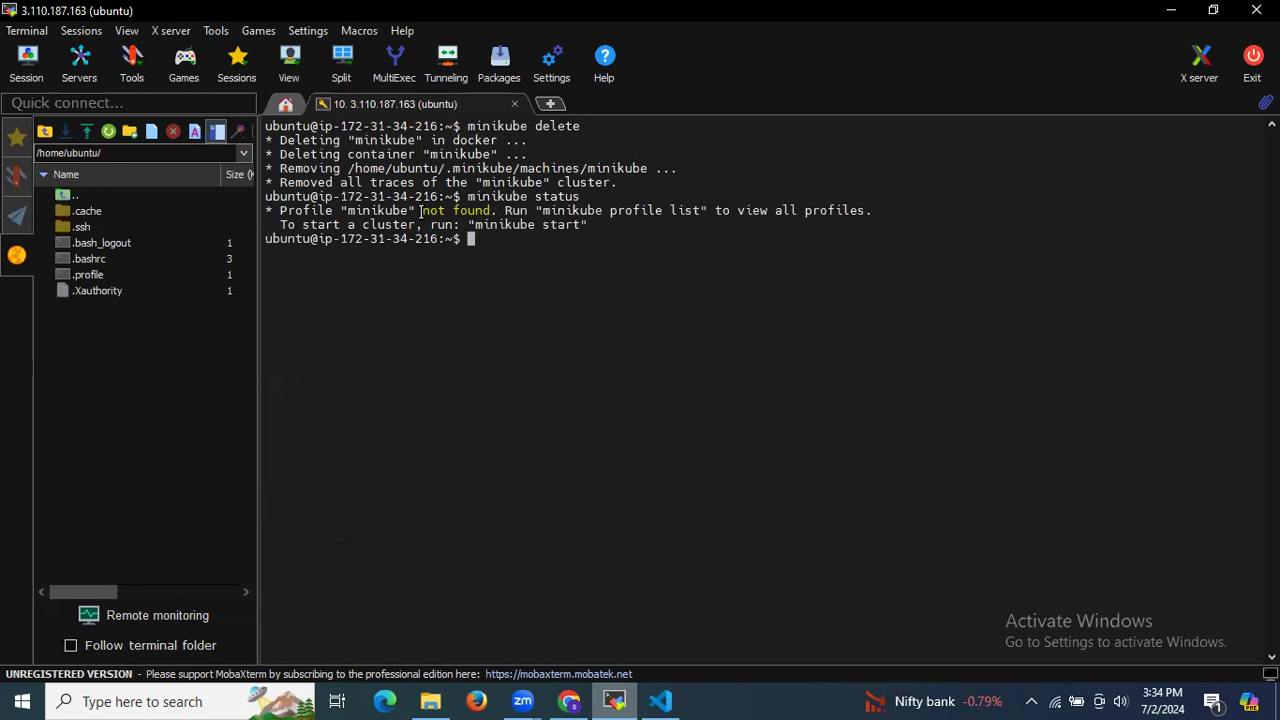 3.110.187.163 (ubuntu)
Terminal Sessions View X server Tools Games Settings Macros Help
Session Servers Tools Games Sessions View Split MultiExec Tunneling Packages Settings Help X server Exit
Quick connect...
10. 3.110.187.163 (ubuntu)
/home/ubuntu/
Name Size (K
..
.cache
.ssh
.bash_logout 1
.bashrc 3
.profile 1
.Xauthority 1
Remote monitoring
Follow terminal folder
ubuntu@ip-172-31-34-216:~$ minikube delete
* Deleting "minikube" in docker ...
* Deleting container "minikube" ...
* Removing /home/ubuntu/.minikube/machines/minikube ...
* Removed all traces of the "minikube" cluster.
ubuntu@ip-172-31-34-216:~$ minikube status
* Profile "minikube" not found. Run "minikube profile list" to view all profiles.
To start a cluster, run: "minikube start"
ubuntu@ip-172-31-34-216:~$
Activate Windows
Go to Settings to activate Windows.
UNREGISTERED VERSION - Please support MobaXterm by subscribing to the professional edition here: https://mobaxterm.mobatek.net
Type here to search
zm
Nifty bank -0.79%
3:34 PM
7/2/2024
1
PRE